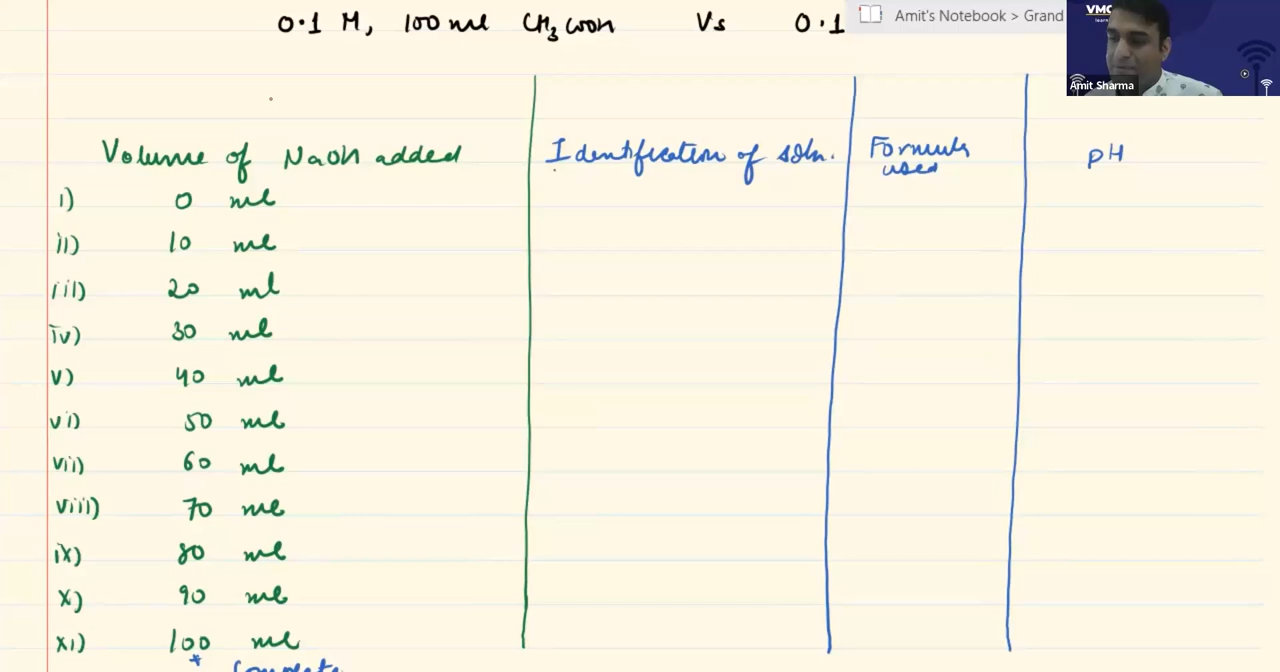 0.1 M, 100 ml CH3COOH Vs 0.1
Amit's Notebook > Grand
VMC
learn
Amit Sharma
Volume of NaOH added Identification of soln. Formula used pH
i) 0 ml
ii) 10 ml
iii) 20 ml
iv) 30 ml
v) 40 ml
vi) 50 ml
vii) 60 ml
viii) 70 ml
ix) 80 ml
x) 90 ml
xi) 100 ml
* Complete